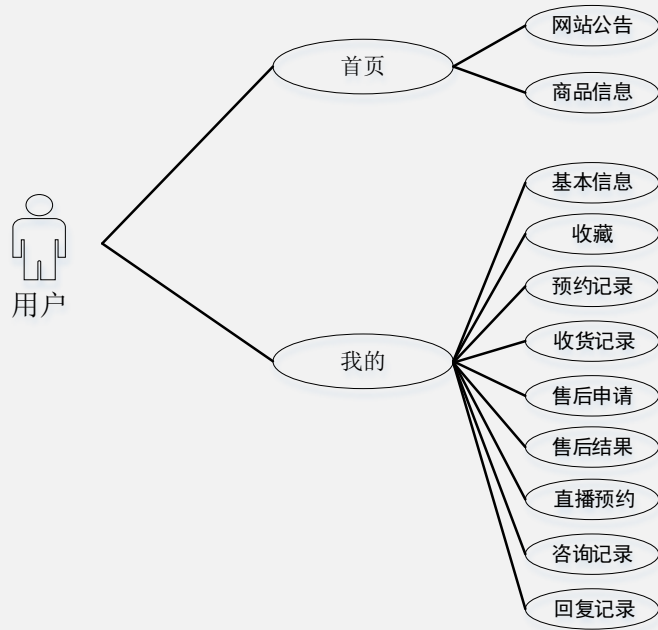 网站公告
首页
商品信息
基本信息
收藏
用户
预约记录
收货记录
我的
售后申请
售后结果
直播预约
咨询记录
回复记录